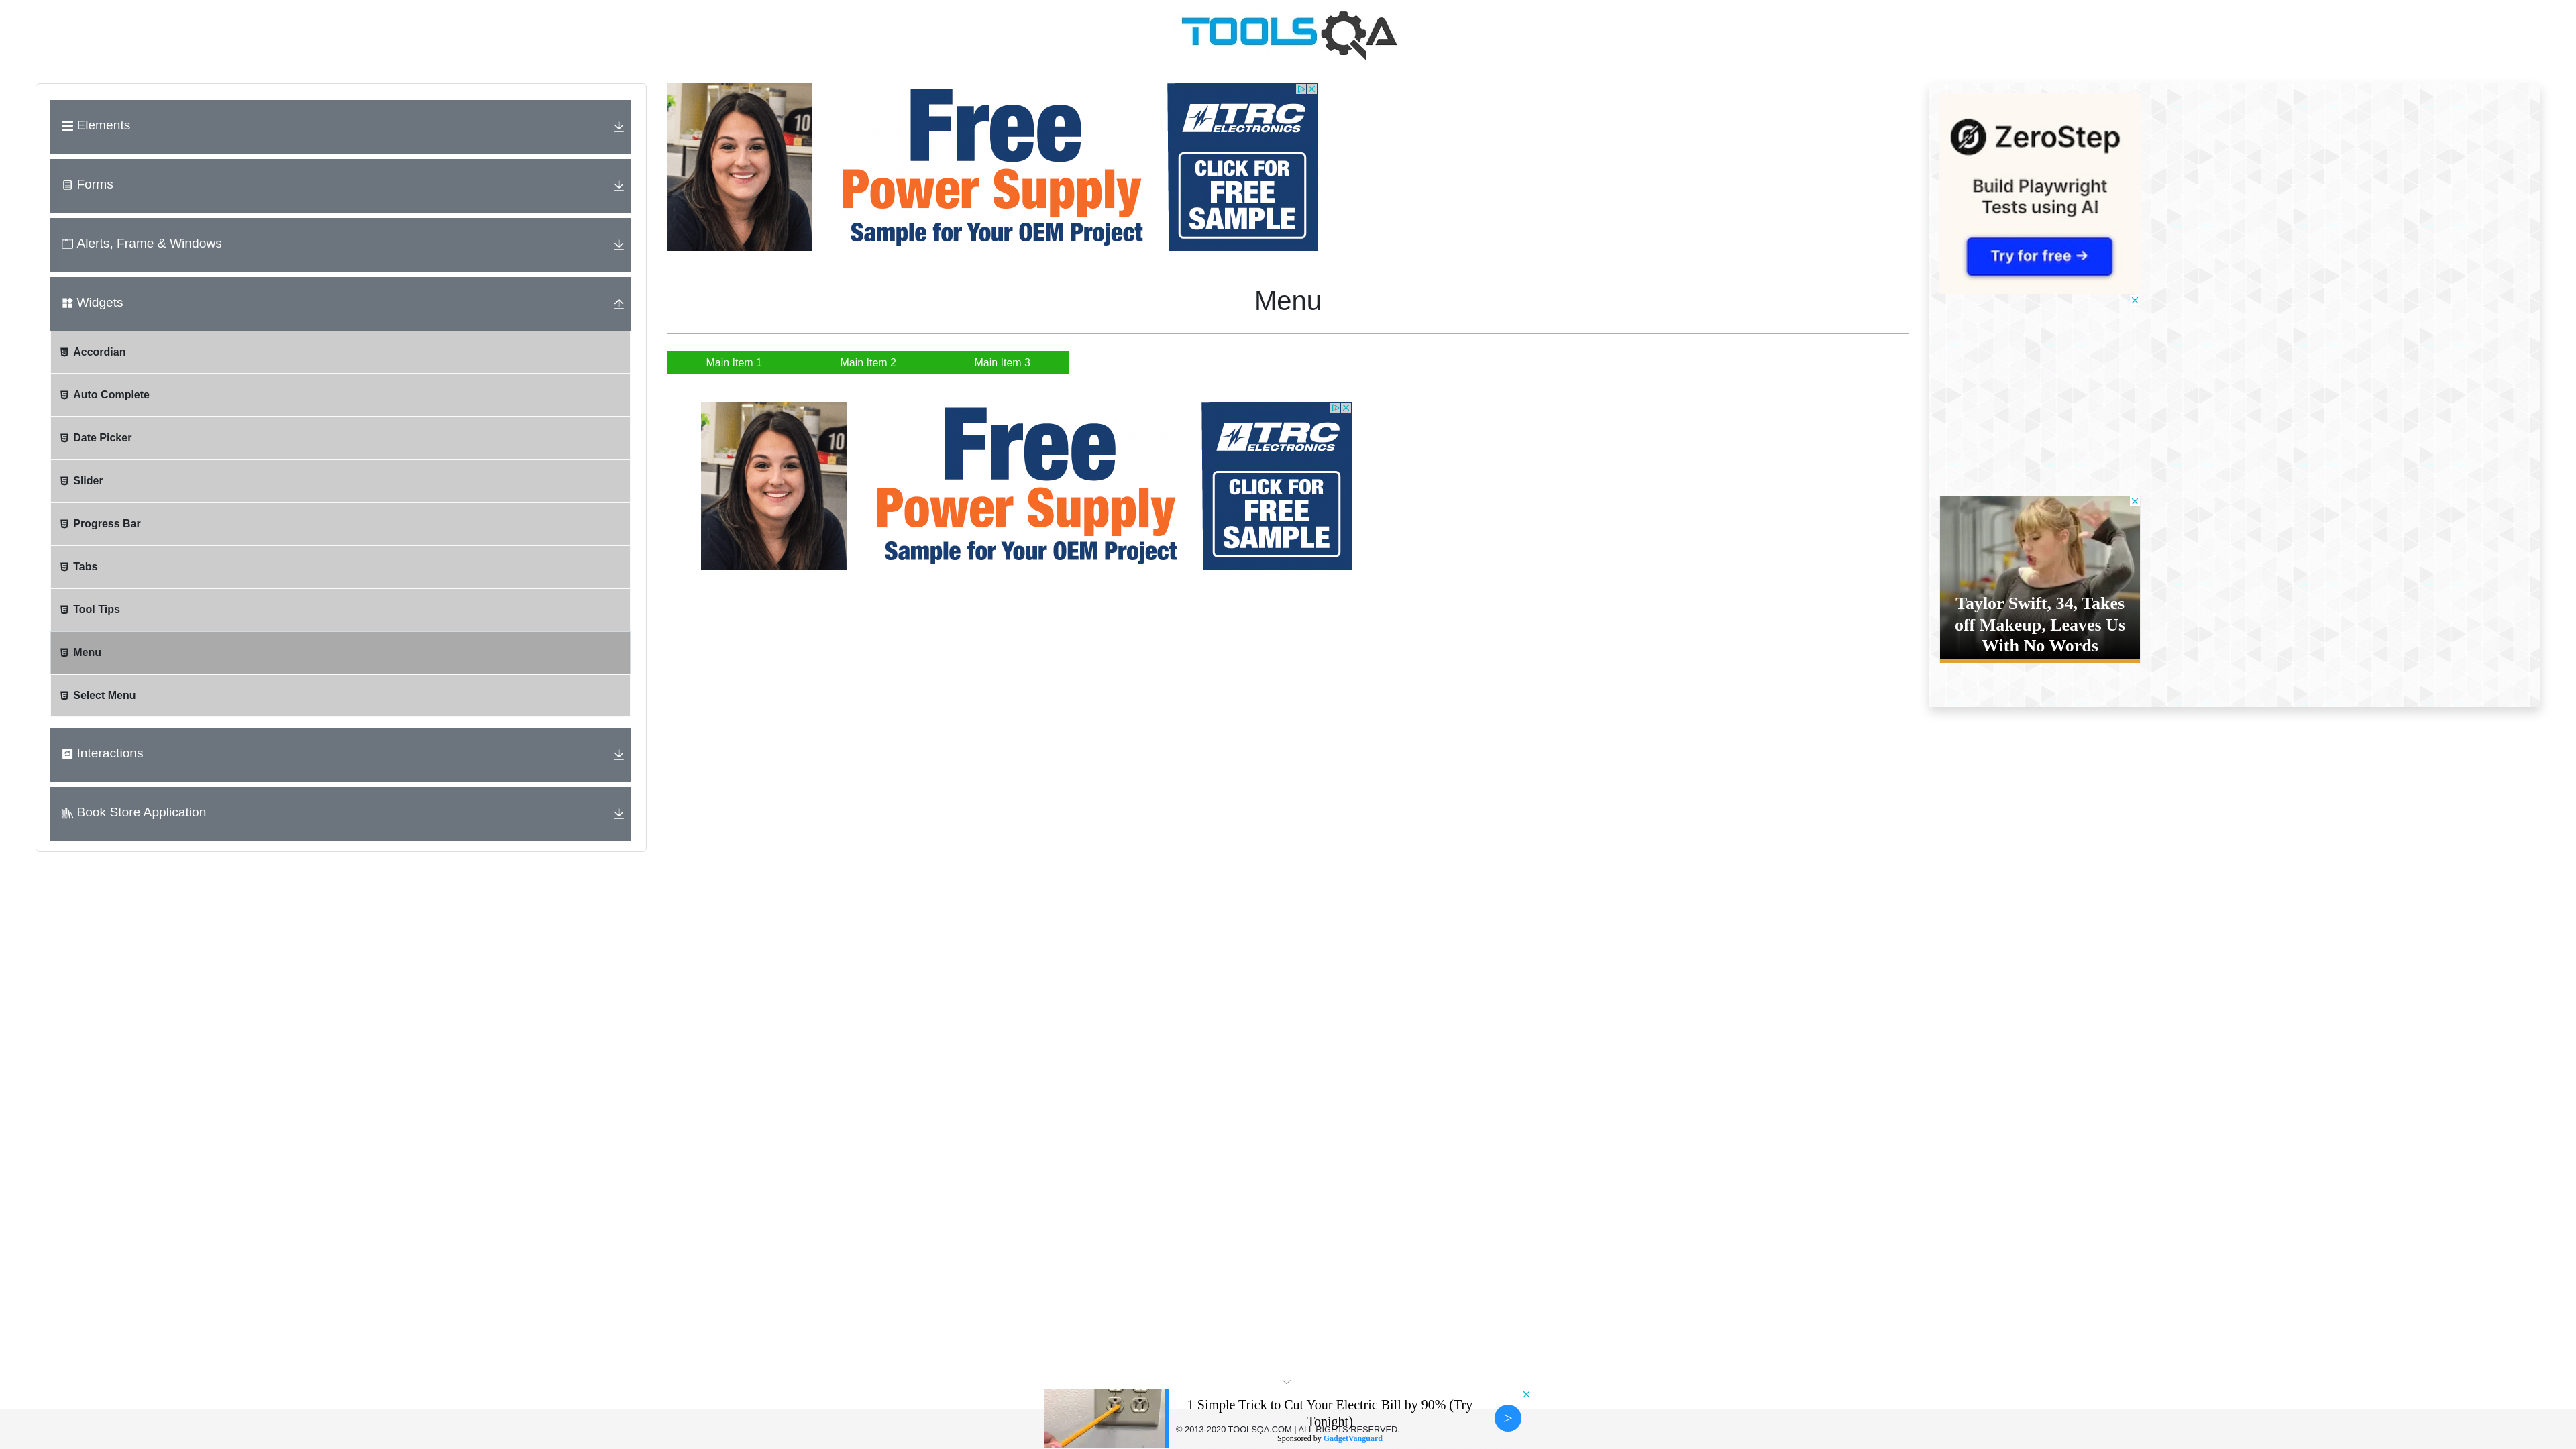 TOOLSQA
Elements
Forms
Alerts, Frame & Windows
Widgets
Accordian
Auto Complete
Date Picker
Slider
Progress Bar
Tabs
Tool Tips
Menu
Select Menu
Interactions
Book Store Application
10
Free
Power Supply
Sample for Your OEM Project
TRC
ELECTRONICS
CLICK FOR
FREE
SAMPLE
Menu
Main Item 1
Main Item 2
Main Item 3
10
Free
Power Supply
Sample for Your OEM Project
TRC
ELECTRONICS
CLICK FOR
FREE
SAMPLE
ZeroStep
Build Playwright
Tests using AI
Try for free →
Taylor Swift, 34, Takes
off Makeup, Leaves Us
With No Words
1 Simple Trick to Cut Your Electric Bill by 90% (Try
Tonight)
© 2013-2020 TOOLSQA.COM | ALL RIGHTS RESERVED.
Sponsored by GadgetVanguard
>